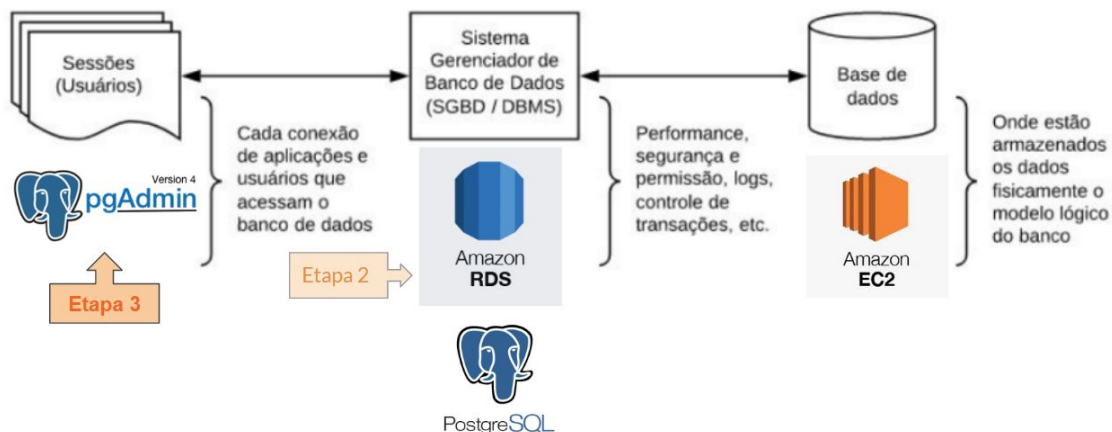 Sessões
(Usuários)
Sistema
Gerenciador de
Banco de Dados
(SGBD / DBMS)
Base de
dados
Cada conexão
de aplicações e
usuários que
acessam o
banco de dados
Performance,
segurança e
permissão, logs,
controle de
transações, etc.
Onde estão
armazenados
os dados
fisicamente o
modelo lógico
do banco
Version 4
pgAdmin
Etapa 3
Etapa 2
Amazon
RDS
Amazon
EC2
PostgreSQL